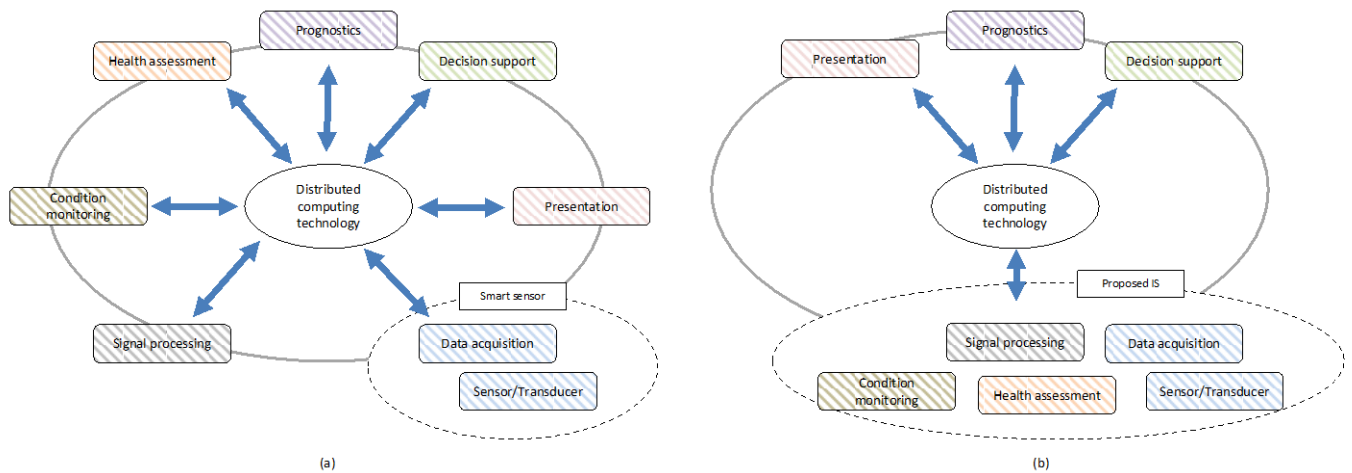 Prognostics
Health assessment
Decision support
Condition
monitoring
Distributed
computing
technology
Presentation
Smart sensor
Signal processing
Data acquisition
Sensor/Transducer
(a)
Prognostics
Presentation
Decision support
Distributed
computing
technology
Proposed IS
Signal processing
Data acquisition
Condition
monitoring
Health assessment
Sensor/Transducer
(b)